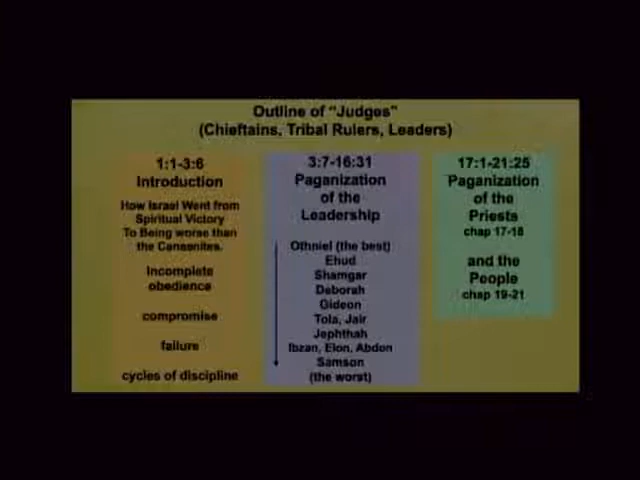 Outline of "Judges"
(Chieftains, Tribal Rulers, Leaders)
1:1-3:6
Introduction
How Israel Went from
Spiritual Victory
To Being worse than
the Canaanites.
Incomplete
obedience
compromise
failure
cycles of discipline
3:7-16:31
Paganization
of the
Leadership
Othniel (the best)
Ehud
Shamgar
Deborah
Gideon
Tola, Jair
Jephthah
Ibzan, Elon, Abdon
Samson
(the worst)
17:1-21:25
Paganization
of the
Priests
chap 17-18
and the
People
chap 19-21